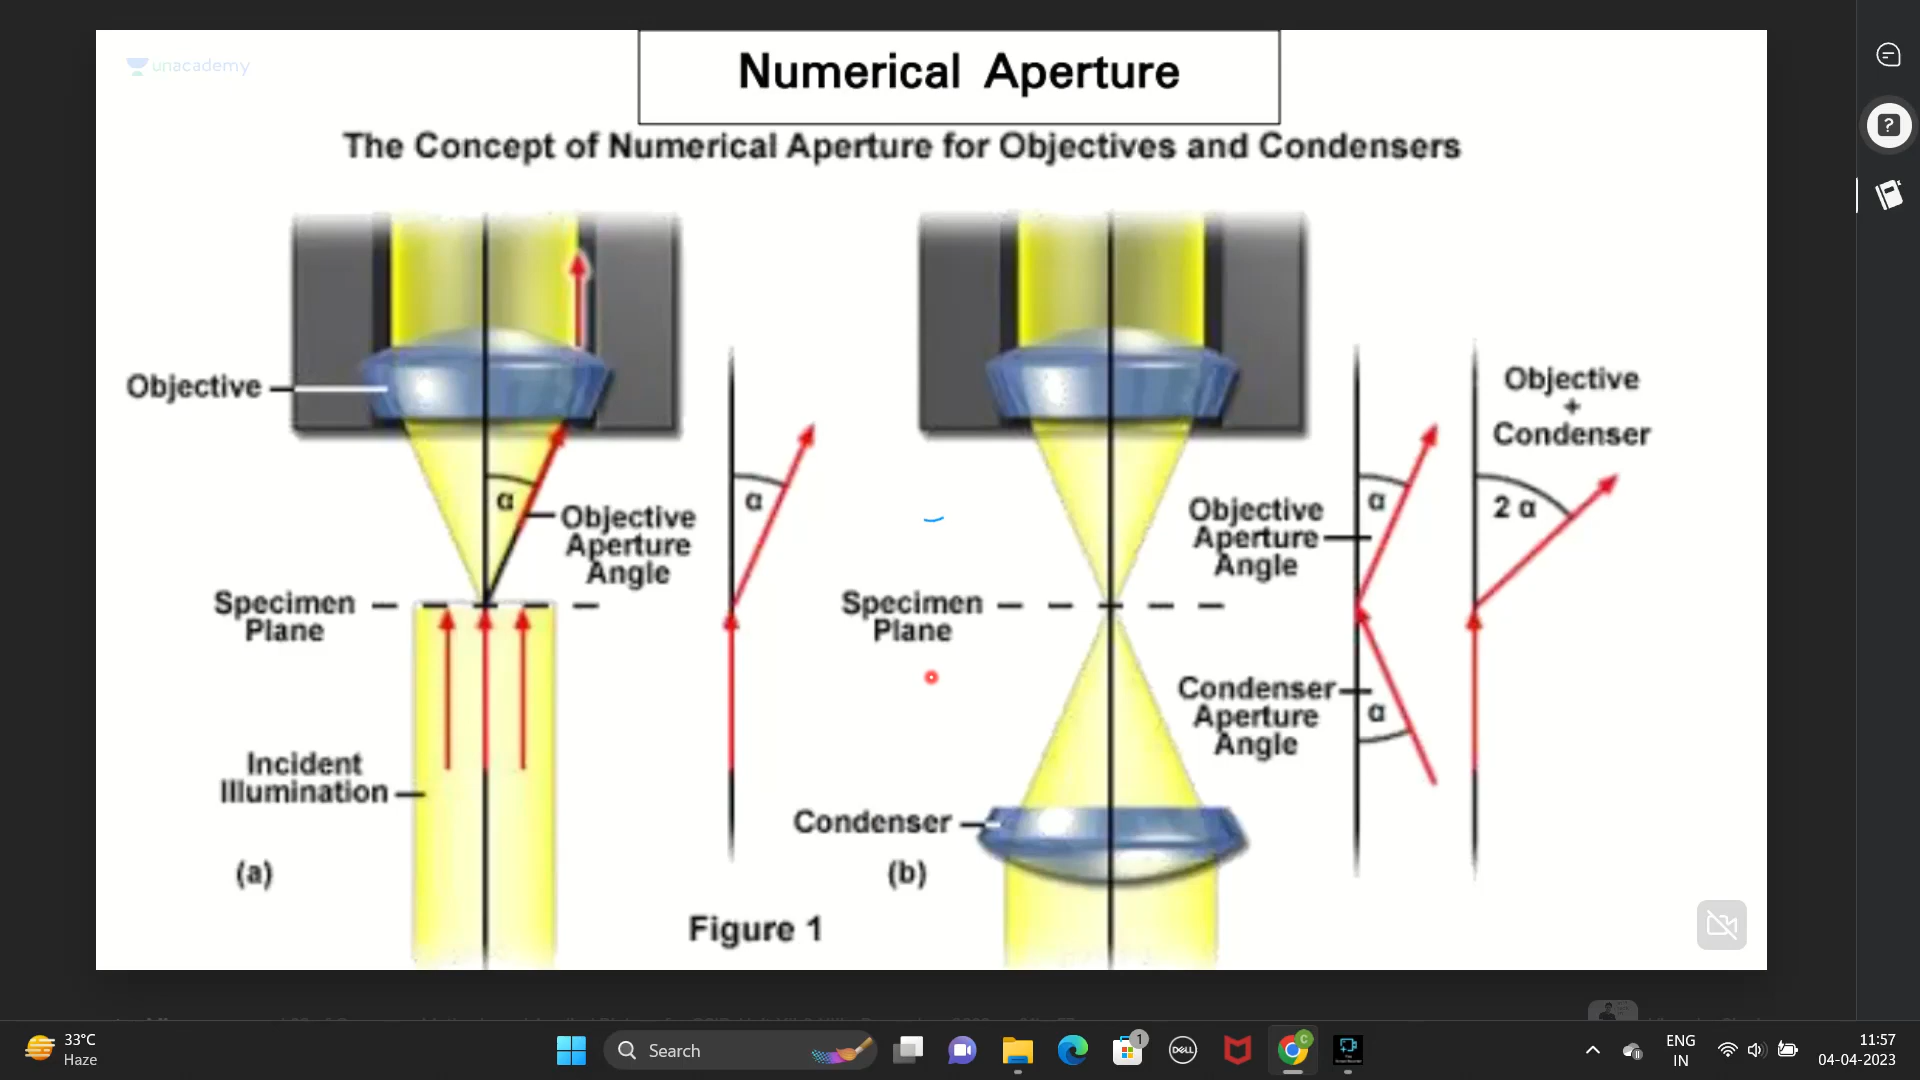 unacademy
Numerical Aperture
The Concept of Numerical Aperture for Objectives and Condensers
Objective
α
Objective
Aperture
Angle
Specimen
Plane
Incident
Illumination
(a)
α
Objective
Aperture
Angle
α
Objective
+
Condenser
2 α
Specimen
Plane
Condenser
Aperture
Angle
α
Condenser
(b)
Figure 1
33°C
Haze
Search
1
DELL
C
ENG
IN
11:57
04-04-2023